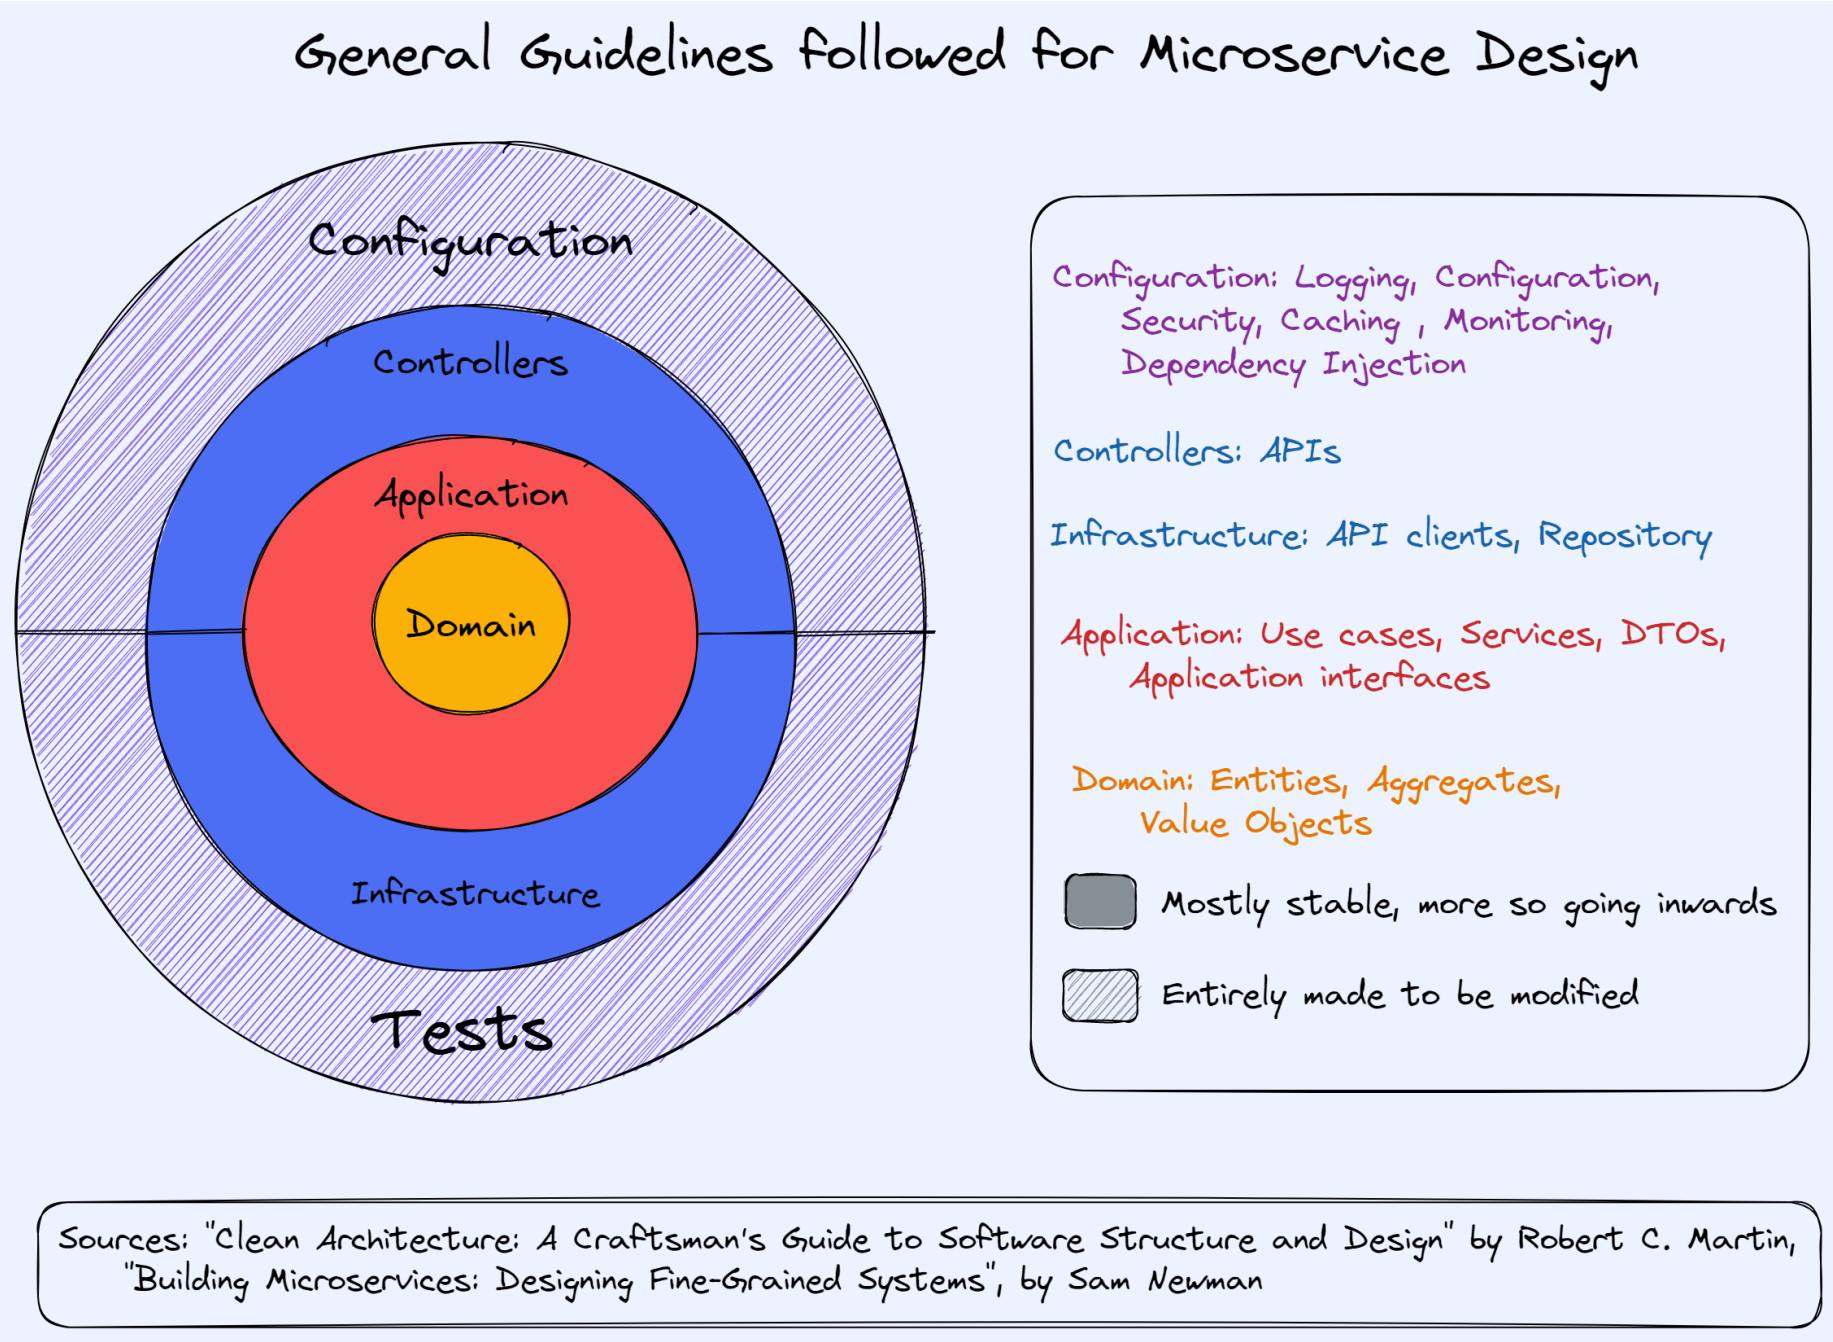 General Guidelines followed for Microservice Design
Configuration
Controllers
Application
Domain
Infrastructure
Tests
Configuration: Logging, Configuration,
Security, Caching , Monitoring,
Dependency Injection
Controllers: APIs
Infrastructure: API clients, Repository
Application: Use cases, Services, DTOs,
Application interfaces
Domain: Entities, Aggregates,
Value Objects
Mostly stable, more so going inwards
Entirely made to be modified
Sources: "Clean Architecture: A Craftsman's Guide to Software Structure and Design" by Robert C. Martin,
"Building Microservices: Designing Fine-Grained Systems", by Sam Newman